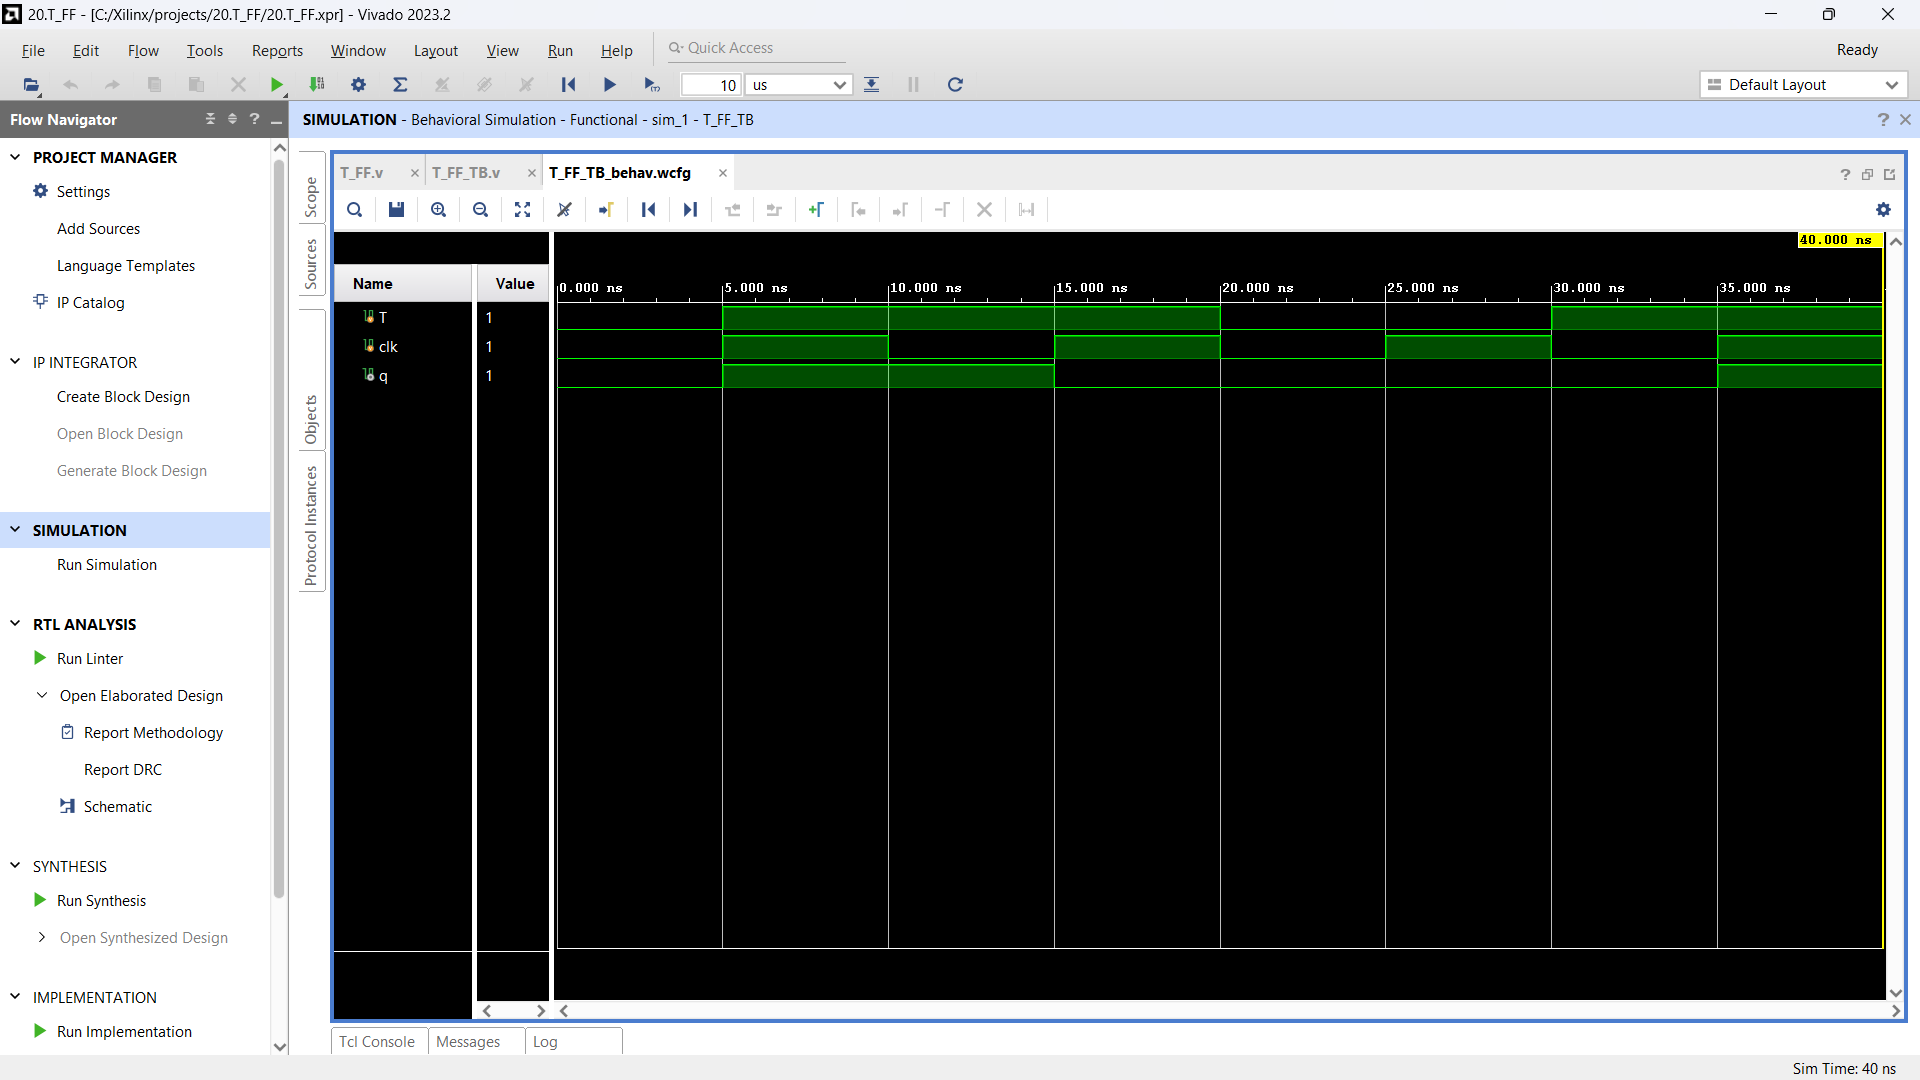 20.T_FF - [C:/Xilinx/projects/20.T_FF/20.T_FF.xpr] - Vivado 2023.2
File Edit Flow Tools Reports Window Layout View Run Help Quick Access Ready
10 us Default Layout
Flow Navigator
SIMULATION - Behavioral Simulation - Functional - sim_1 - T_FF_TB
PROJECT MANAGER
Settings
Add Sources
Language Templates
IP Catalog
IP INTEGRATOR
Create Block Design
Open Block Design
Generate Block Design
SIMULATION
Run Simulation
RTL ANALYSIS
Run Linter
Open Elaborated Design
Report Methodology
Report DRC
Schematic
SYNTHESIS
Run Synthesis
Open Synthesized Design
IMPLEMENTATION
Run Implementation
Scope
Sources
Objects
Protocol Instances
T_FF.v T_FF_TB.v T_FF_TB_behav.wcfg
40.000 ns
Name Value
0.000 ns 5.000 ns 10.000 ns 15.000 ns 20.000 ns 25.000 ns 30.000 ns 35.000 ns
T 1
clk 1
q 1
Tcl Console Messages Log
Sim Time: 40 ns